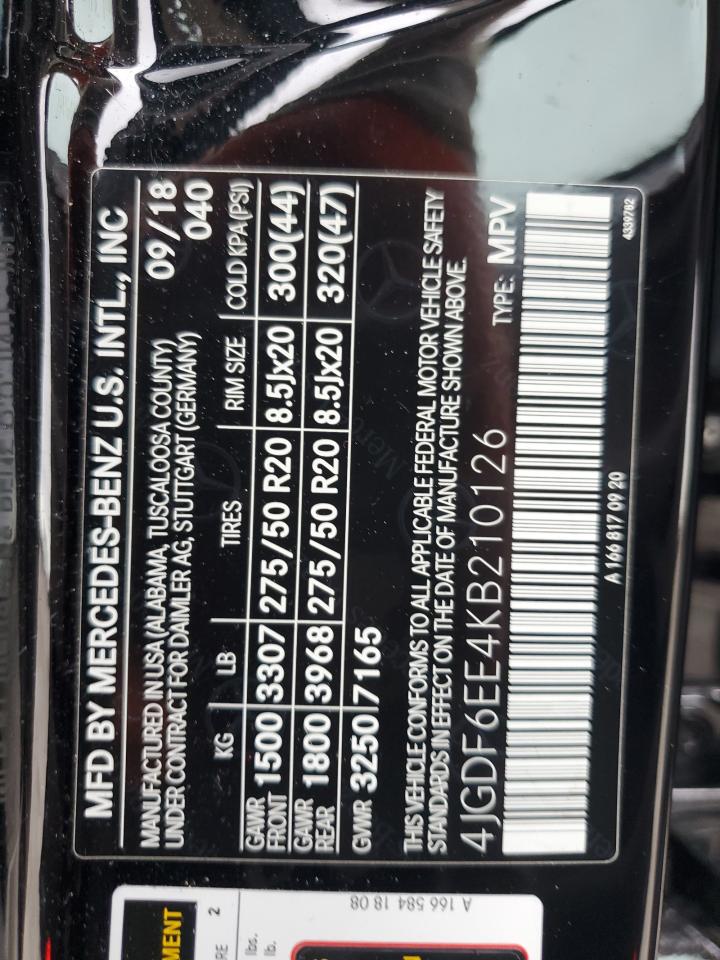 MFD BY MERCEDES-BENZ U.S. INTL., INC
MANUFACTURED IN USA (ALABAMA, TUSCALOOSA COUNTY) 09/18
UNDER CONTRACT FOR DAIMLER AG, STUTTGART (GERMANY) 040
KG LB TIRES RIM SIZE COLD KPA (PSI)
GAWR FRONT 1500 3307 275/50 R20 8.5Jx20 300(44)
GAWR REAR 1800 3968 275/50 R20 8.5Jx20 320(47)
GVWR 3250 7165
THIS VEHICLE CONFORMS TO ALL APPLICABLE FEDERAL MOTOR VEHICLE SAFETY
STANDARDS IN EFFECT ON THE DATE OF MANUFACTURE SHOWN ABOVE.
4JGDF6EE4KB210126 TYPE: MPV
A 166 817 09 20
4339782
A 166 584 18 08
MENT
RE 2
lbs.
lb.